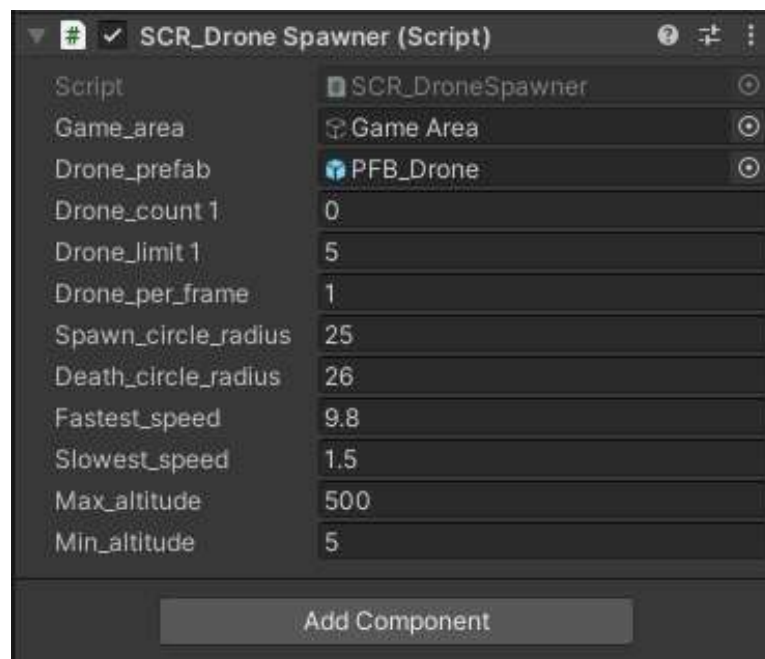 SCR_Drone Spawner (Script)
Script SCR_DroneSpawner
Game_area Game Area
Drone_prefab PFB_Drone
Drone_count 1 0
Drone_limit 1 5
Drone_per_frame 1
Spawn_circle_radius 25
Death_circle_radius 26
Fastest_speed 9.8
Slowest_speed 1.5
Max_altitude 500
Min_altitude 5
Add Component